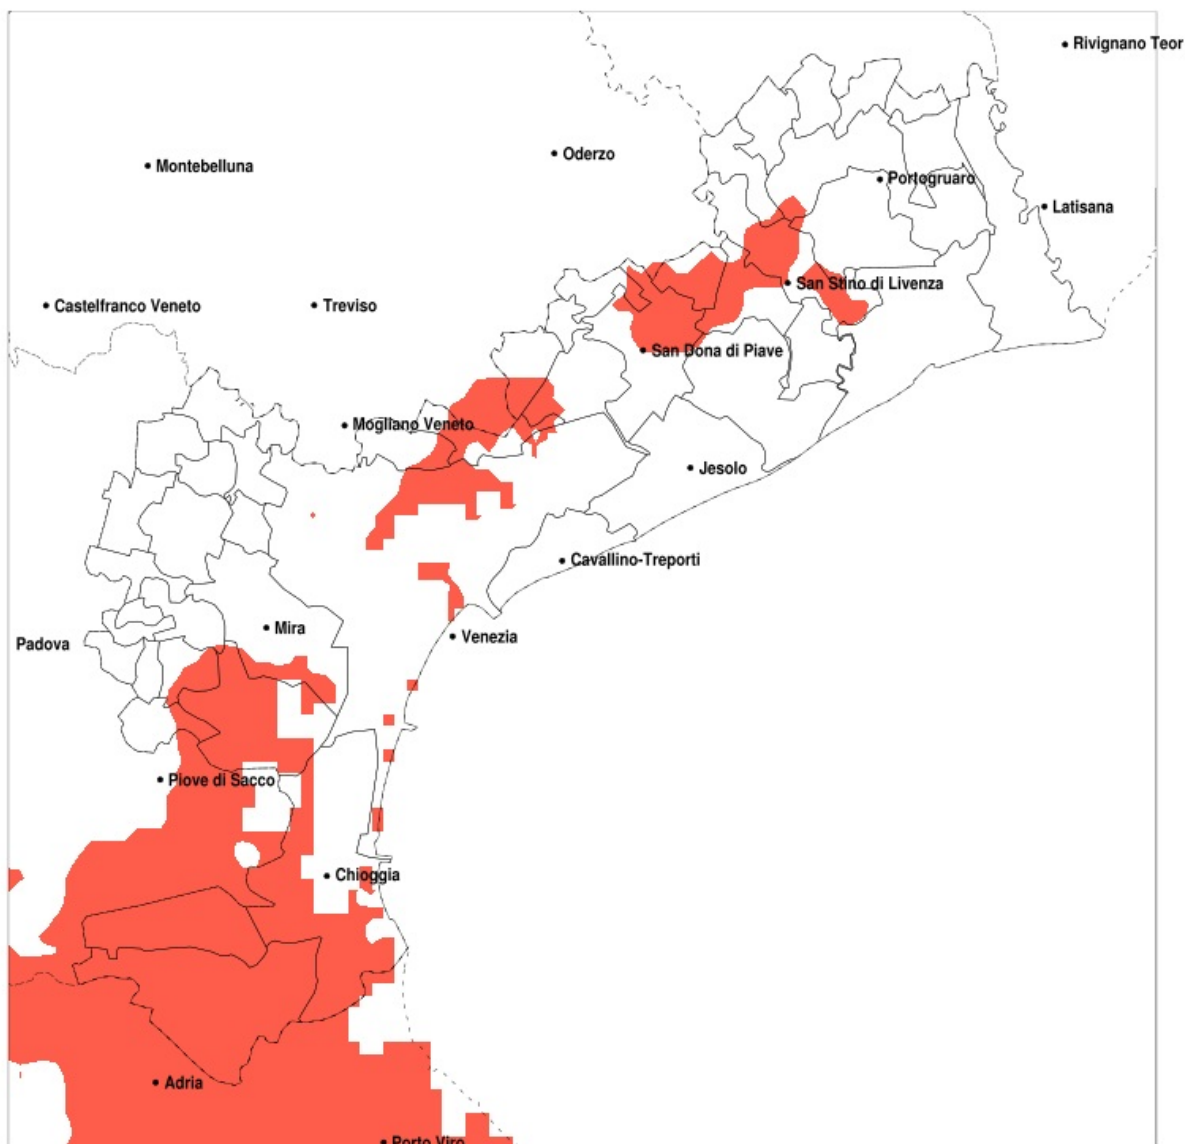 Rivignano Teor
Oderzo
Montebelluna
Portogruaro
Latisana
San Stino di Livenza
Castelfranco Veneto
Treviso
San Dona di Piave
Mogliano Veneto
Jesolo
Cavallino-Treporti
Mira
Venezia
Padova
Piove di Sacco
Chioggia
Adria
Porto Viro